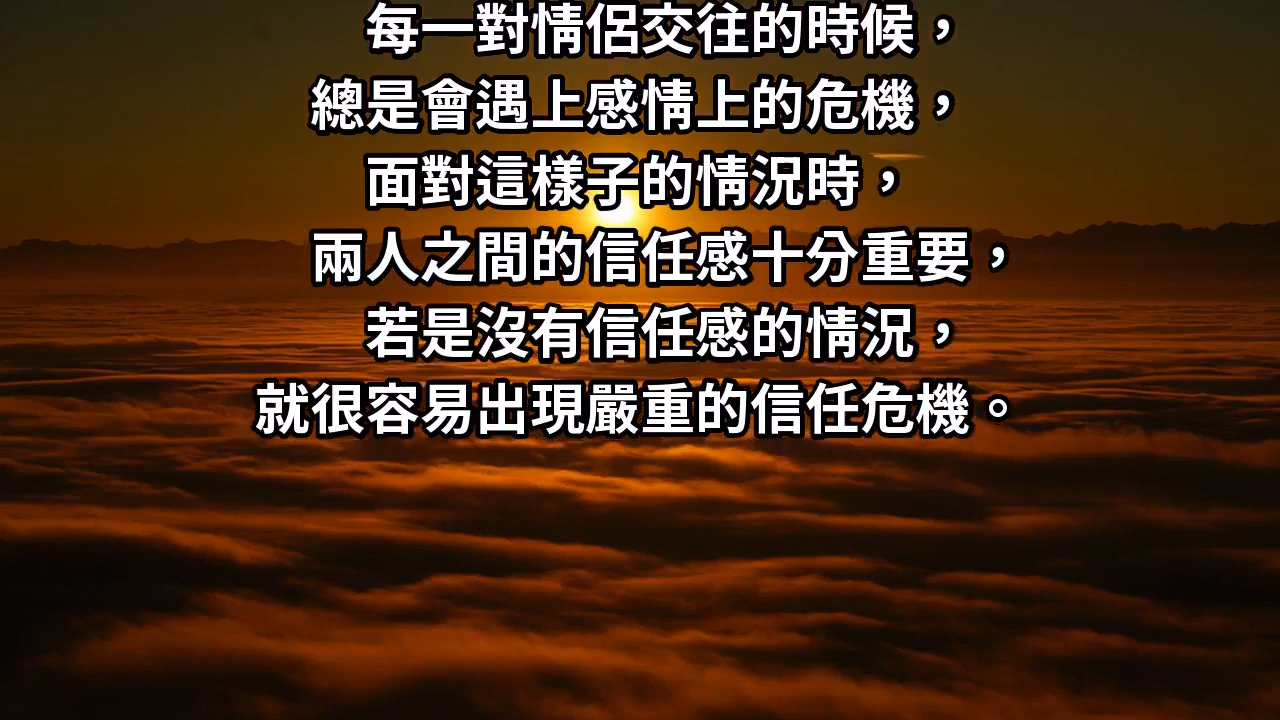 每一對情侶交往的時候，
總是會遇上感情上的危機，
面對這樣子的情況時，
兩人之間的信任感十分重要，
若是沒有信任感的情況，
就很容易出現嚴重的信任危機。